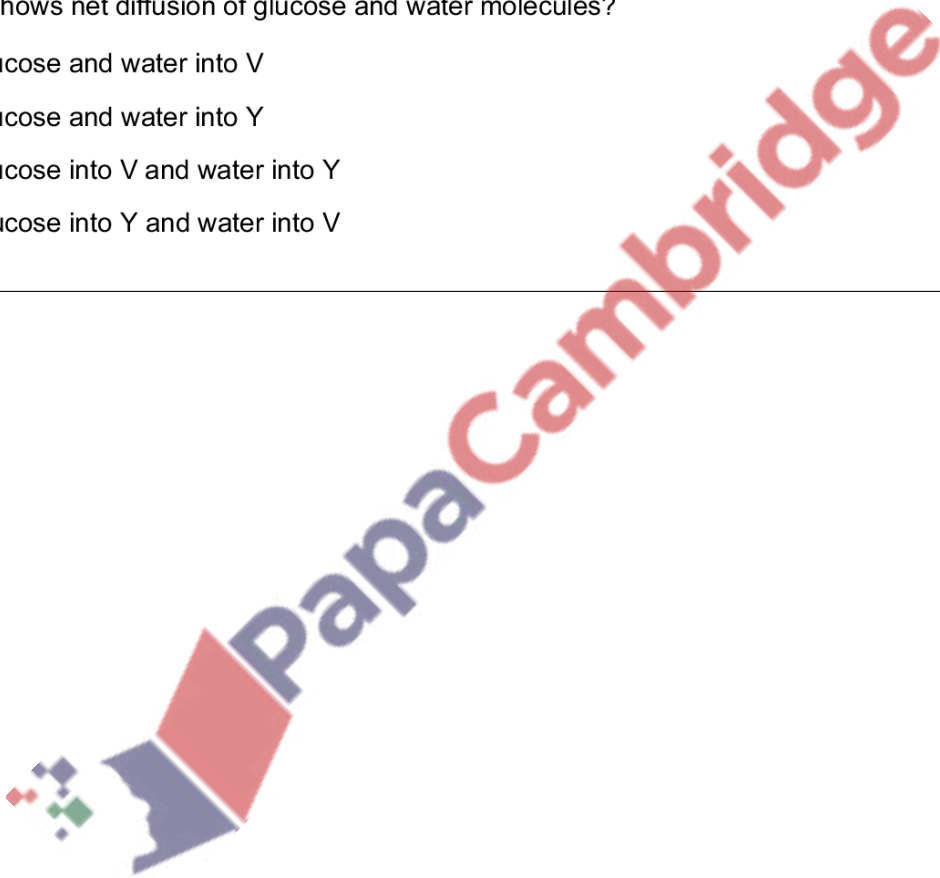 hows net diffusion of glucose and water molecules?
ucose and water into V
ucose and water into Y
ucose into V and water into Y
ucose into Y and water into V
PapaCambridge